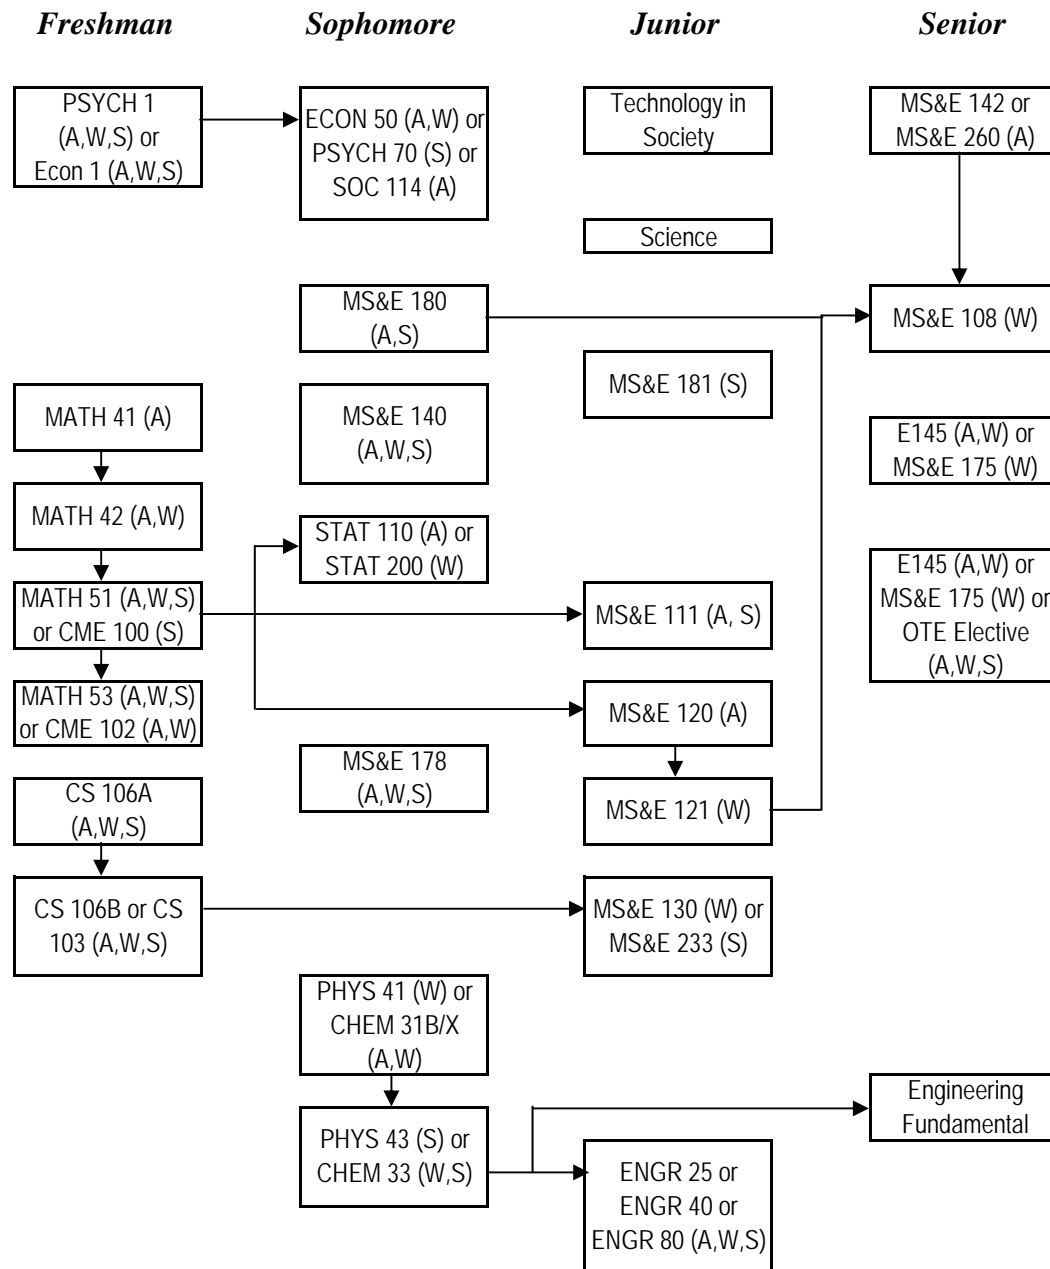 Freshman
Sophomore
Junior
Senior
PSYCH 1
(A,W,S) or
Econ 1 (A,W,S)
ECON 50 (A,W) or
PSYCH 70 (S) or
SOC 114 (A)
Technology in
Society
MS&E 142 or
MS&E 260 (A)
Science
MS&E 180
(A,S)
MS&E 108 (W)
MS&E 181 (S)
MATH 41 (A)
MS&E 140
(A,W,S)
E145 (A,W) or
MS&E 175 (W)
MATH 42 (A,W)
STAT 110 (A) or
STAT 200 (W)
E145 (A,W) or
MS&E 175 (W) or
OTE Elective
(A,W,S)
MATH 51 (A,W,S)
or CME 100 (S)
MS&E 111 (A, S)
MATH 53 (A,W,S)
or CME 102 (A,W)
MS&E 120 (A)
MS&E 178
(A,W,S)
CS 106A
(A,W,S)
MS&E 121 (W)
CS 106B or CS
103 (A,W,S)
MS&E 130 (W) or
MS&E 233 (S)
PHYS 41 (W) or
CHEM 31B/X
(A,W)
Engineering
Fundamental
PHYS 43 (S) or
CHEM 33 (W,S)
ENGR 25 or
ENGR 40 or
ENGR 80 (A,W,S)